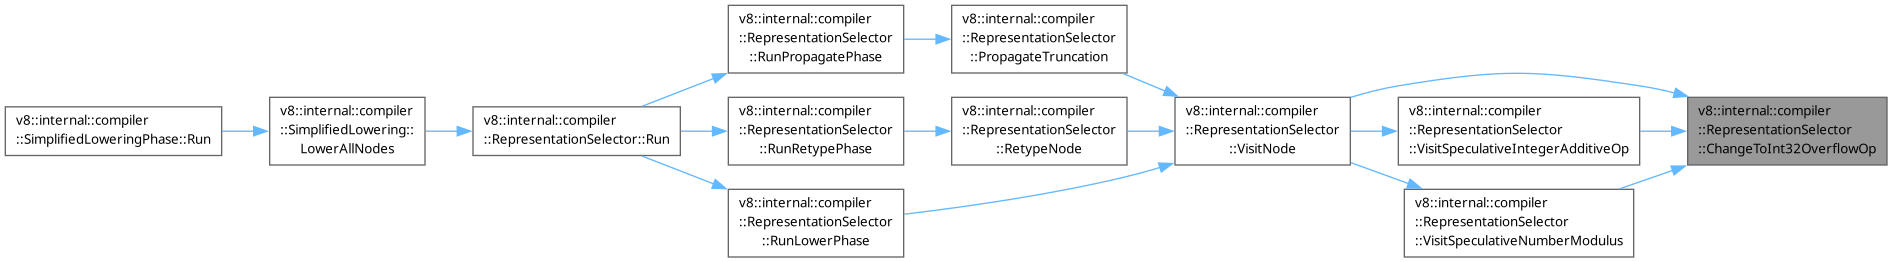 v8::internal::compiler
::SimplifiedLoweringPhase::Run
v8::internal::compiler
::SimplifiedLowering::
LowerAllNodes
v8::internal::compiler
::RepresentationSelector::Run
v8::internal::compiler
::RepresentationSelector
::RunPropagatePhase
v8::internal::compiler
::RepresentationSelector
::PropagateTruncation
v8::internal::compiler
::RepresentationSelector
::RunRetypePhase
v8::internal::compiler
::RepresentationSelector
::RetypeNode
v8::internal::compiler
::RepresentationSelector
::RunLowerPhase
v8::internal::compiler
::RepresentationSelector
::VisitNode
v8::internal::compiler
::RepresentationSelector
::VisitSpeculativeIntegerAdditiveOp
v8::internal::compiler
::RepresentationSelector
::VisitSpeculativeNumberModulus
v8::internal::compiler
::RepresentationSelector
::ChangeToInt32OverflowOp